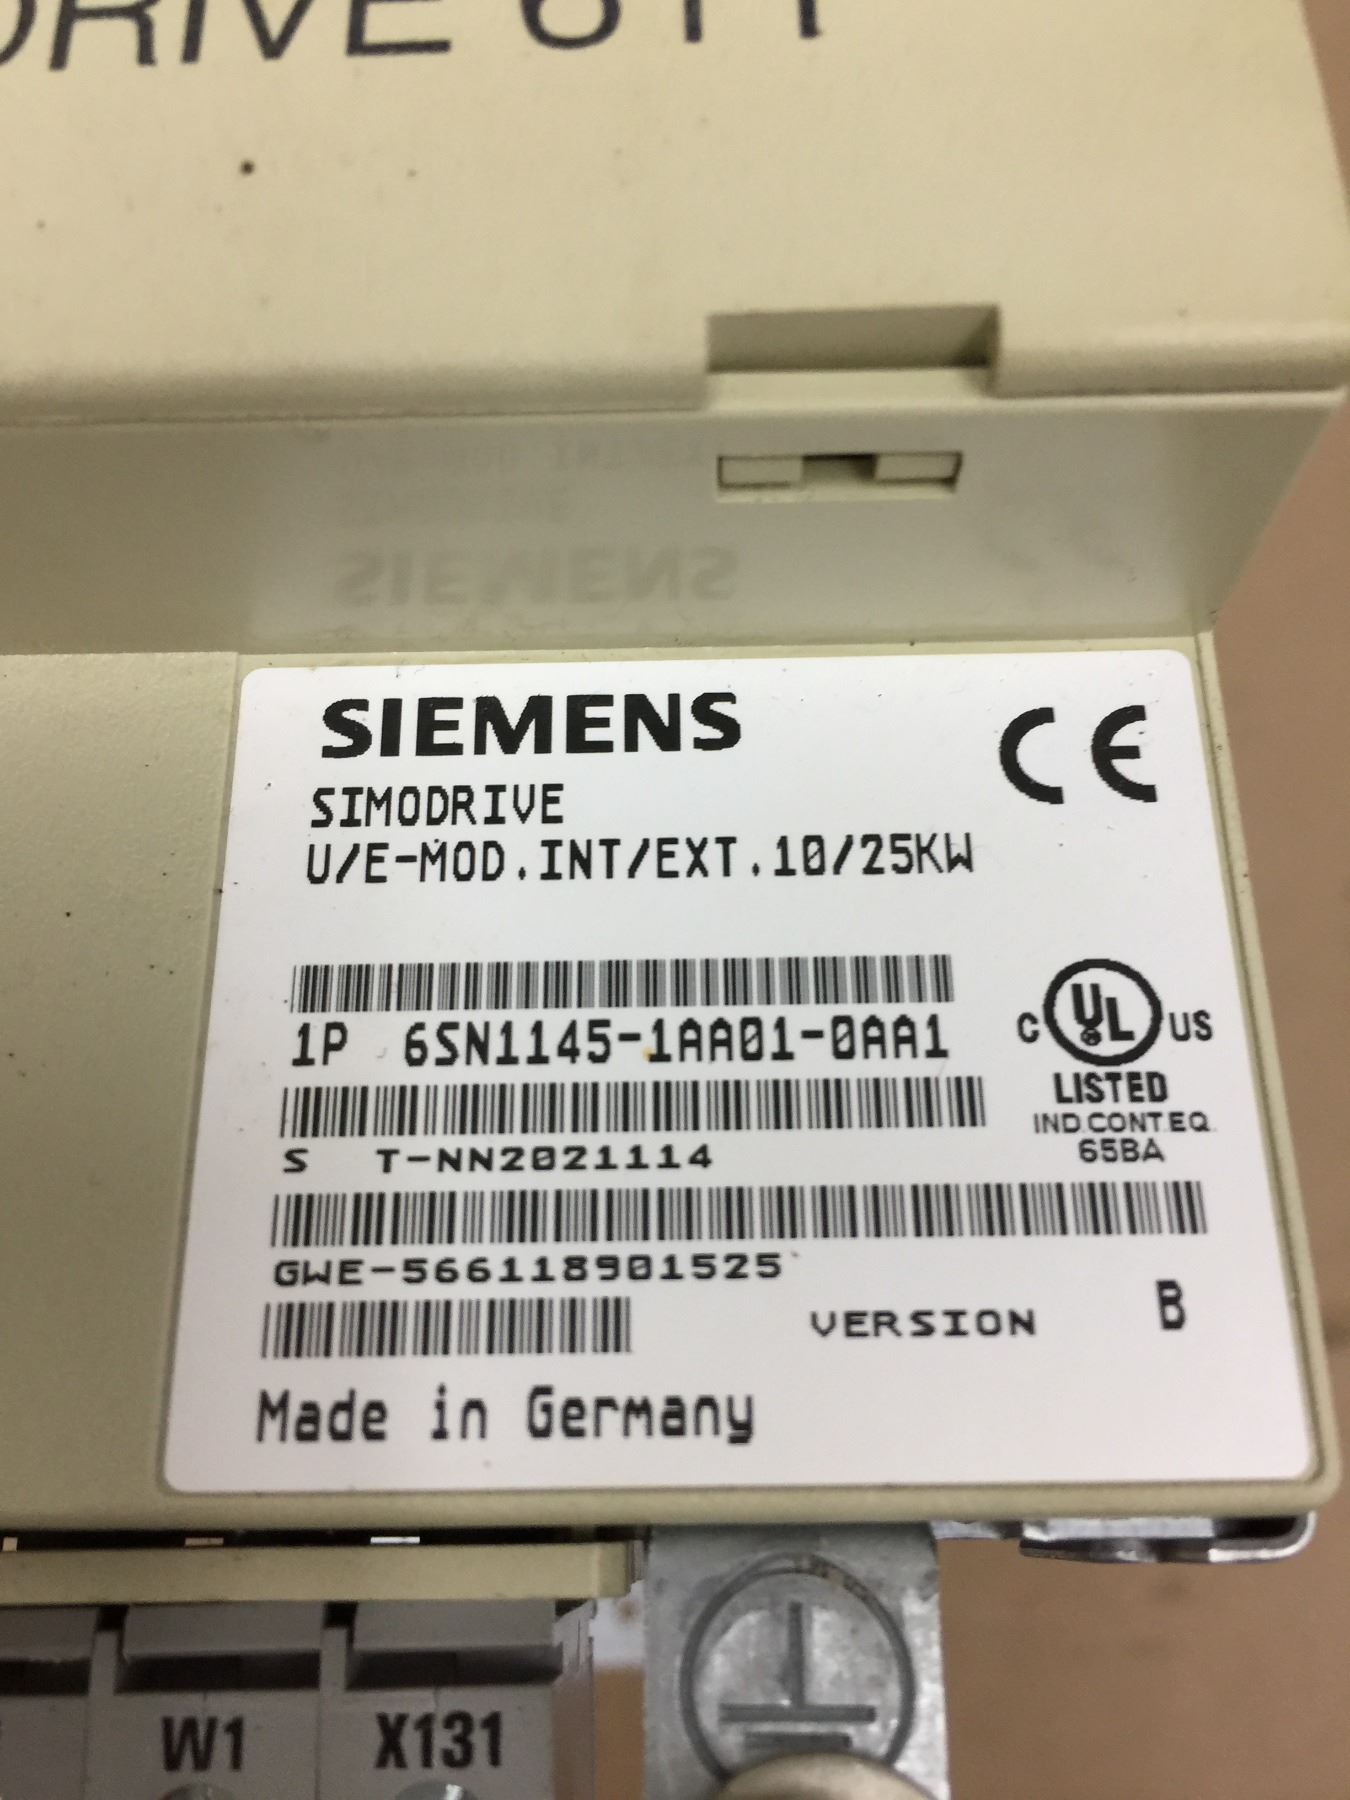 DRIVE 611
SIEMENS
SIMODRIVE
U/E-MOD.INT/EXT.10/25KW
CE
1P 6SN1145-1AA01-0AA1
C UL US
LISTED
IND.CONT.EQ.
65BA
S T-NN2021114
GWE-566118901525
VERSION B
Made in Germany
W1 X131